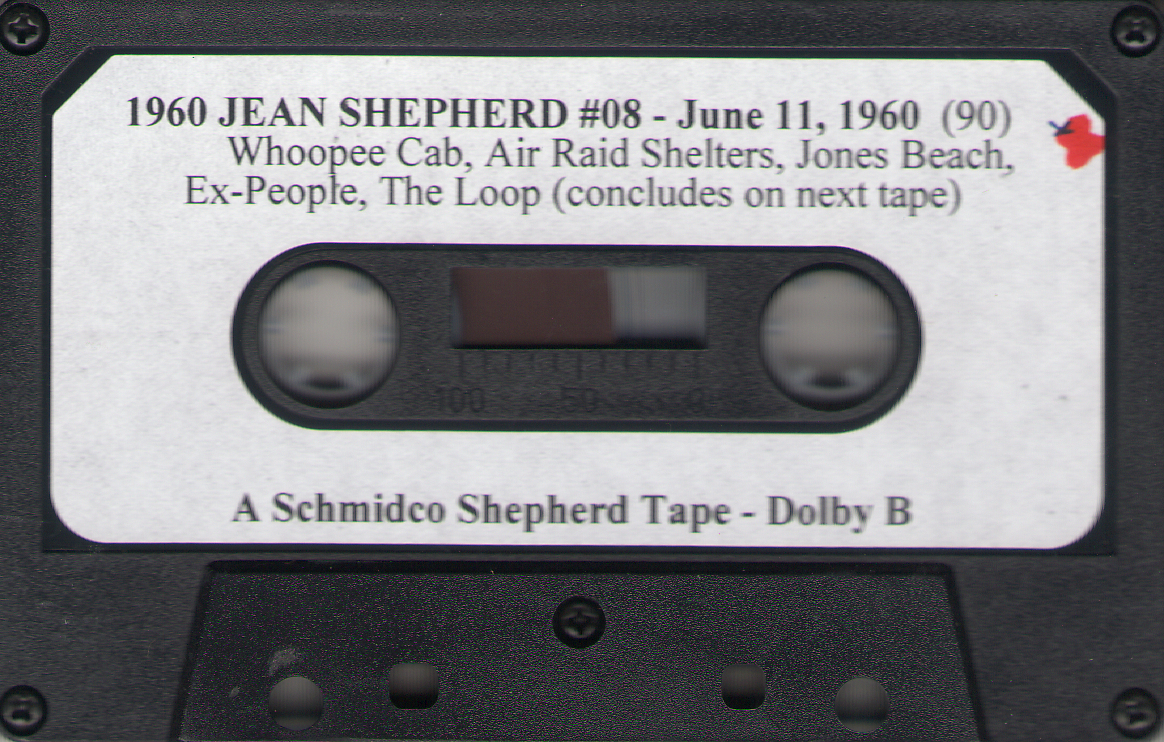 1960 JEAN SHEPHERD #08 - June 11, 1960 (90)
Whoopee Cab, Air Raid Shelters, Jones Beach,
Ex-People, The Loop (concludes on next tape)
100 50 0
A Schmidco Shepherd Tape - Dolby B